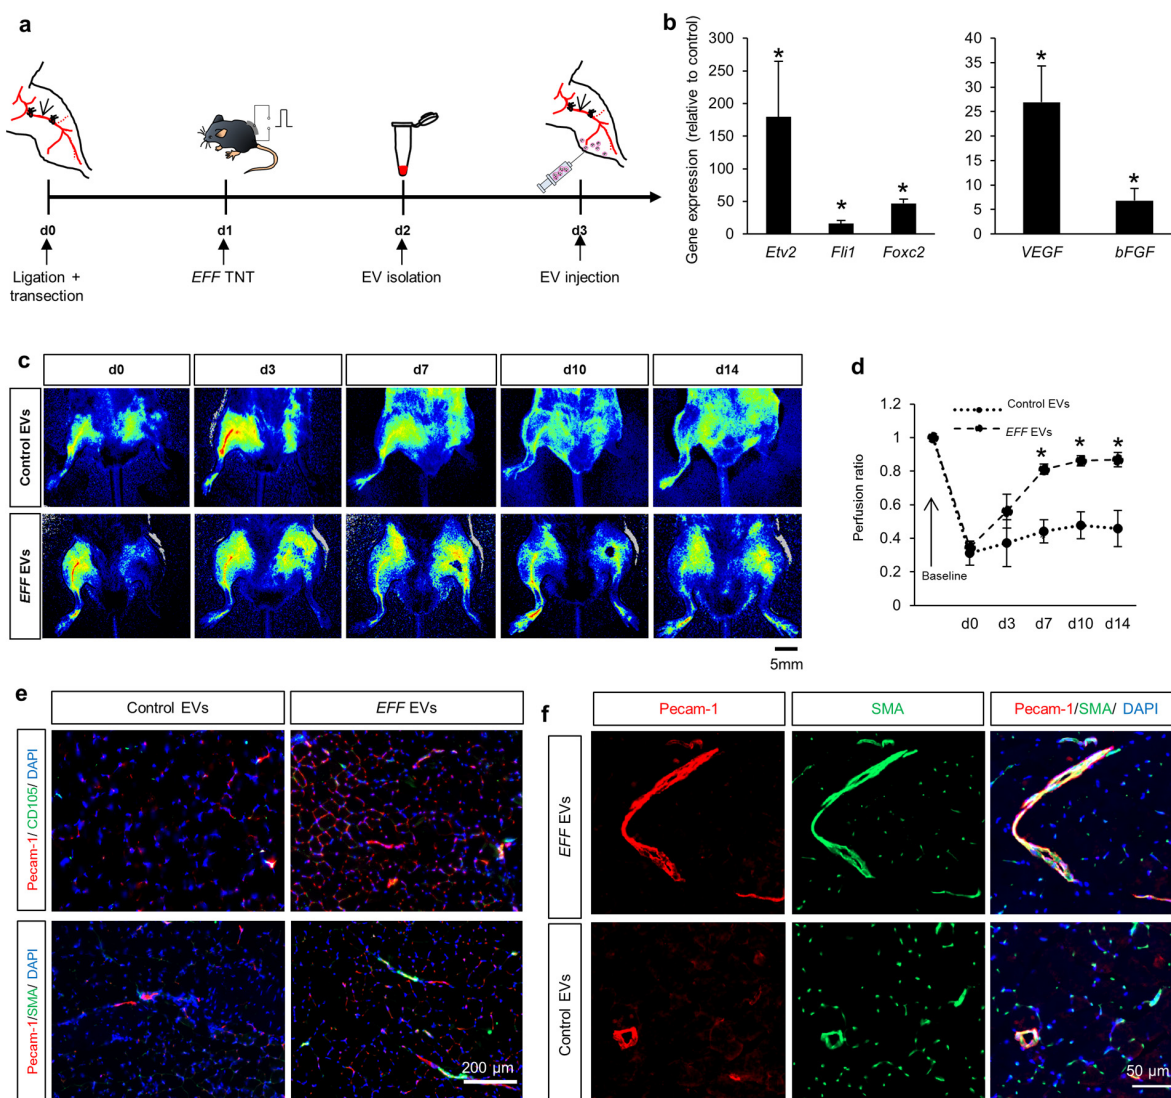 a
d0
d1
d2
d3
Ligation +
transection
EFF TNT
EV isolation
EV injection
b
Gene expression (relative to control)
300
250
200
150
100
50
0
*
*
*
Etv2
Fli1
Foxc2
40
35
30
25
20
15
10
5
0
*
*
VEGF
bFGF
c
d0
d3
d7
d10
d14
Control EVs
EFF EVs
5mm
d
Perfusion ratio
1.2
1
0.8
0.6
0.4
0.2
0
Control EVs
EFF EVs
*
*
*
Baseline
d0
d3
d7
d10
d14
e
Control EVs
EFF EVs
Pecam-1/ CD105/ DAPI
Pecam-1/SMA/ DAPI
200 µm
f
Pecam-1
SMA
Pecam-1/SMA/ DAPI
EFF EVs
Control EVs
50 µm